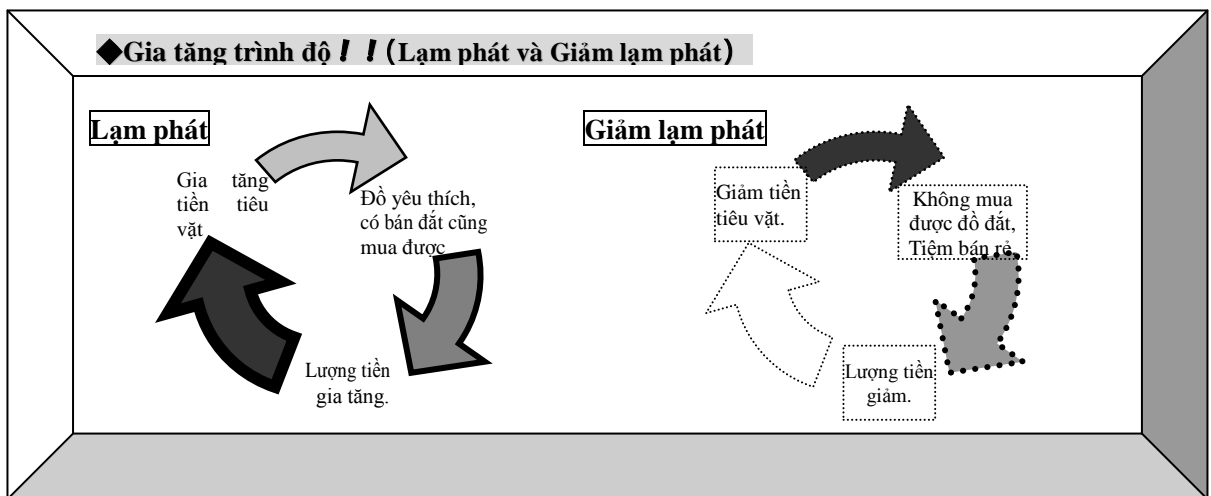 ◆Gia tăng trình độ！！(Lạm phát và Giảm lạm phát)
Lạm phát
Gia tăng
tiền tiêu
vặt
Đồ yêu thích,
có bán đắt cũng
mua được
Lượng tiền
gia tăng.
Giảm lạm phát
Giảm tiền
tiêu vặt.
Không mua
được đồ đắt,
Tiệm bán rẻ
Lượng tiền
giảm.